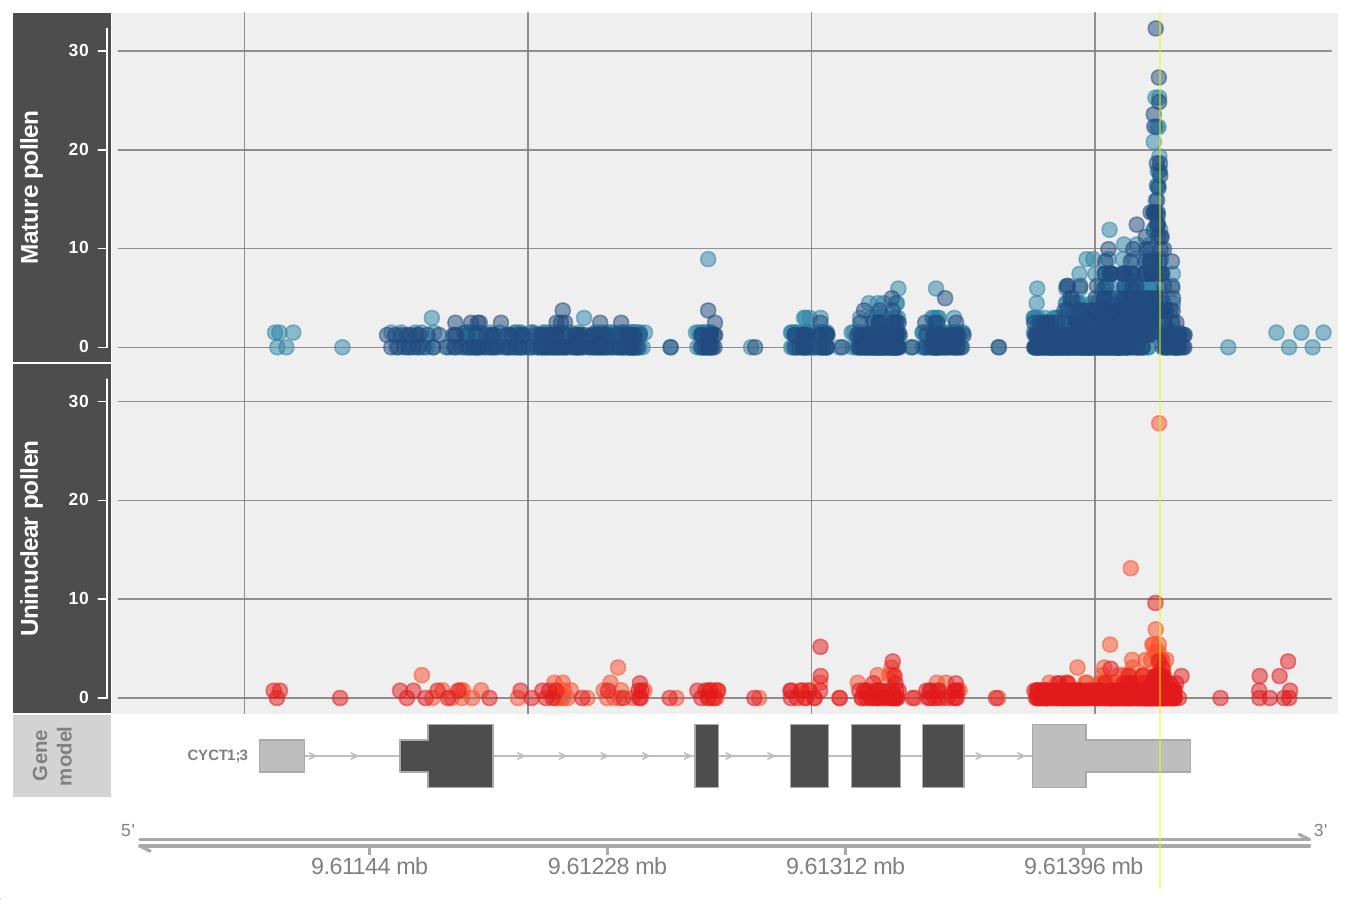 Mature pollen
30
20
10
0
Uninuclear pollen
30
20
10
0
Gene
model
CYCT1;3
5'
3'
9.61144 mb
9.61228 mb
9.61312 mb
9.61396 mb